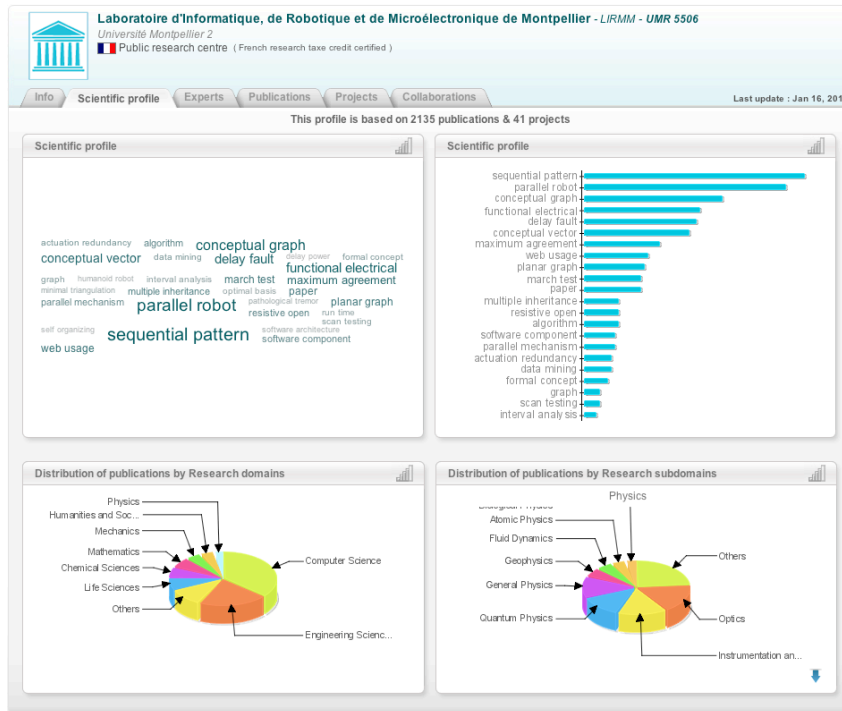 Laboratoire d'Informatique, de Robotique et de Microélectronique de Montpellier - LIRMM - UMR 5506
Université Montpellier 2
Public research centre ( French research taxe credit certified )
Info Scientific profile Experts Publications Projects Collaborations
Last update : Jan 16, 201
This profile is based on 2135 publications & 41 projects
Scientific profile
actuation redundancy algorithm conceptual graph
conceptual vector data mining delay fault delay power formal concept
functional electrical
graph humanoid robot interval analysis march test maximum agreement
minimal triangulation multiple inheritance optimal basis paper
parallel mechanism parallel robot pathological tremor planar graph
resistive open run time
scan testing
self organizing sequential pattern software architecture
software component
web usage
Scientific profile
sequential pattern
parallel robot
conceptual graph
functional electrical
delay fault
conceptual vector
maximum agreement
web usage
planar graph
march test
paper
multiple inheritance
resistive open
algorithm
software component
parallel mechanism
actuation redundancy
data mining
formal concept
graph
scan testing
interval analysis
Distribution of publications by Research domains
Physics
Humanities and Soc...
Mechanics
Mathematics
Chemical Sciences
Life Sciences
Others
Computer Science
Engineering Scienc...
Distribution of publications by Research subdomains
Physics
Atomic Physics
Fluid Dynamics
Geophysics
General Physics
Quantum Physics
Others
Optics
Instrumentation an...